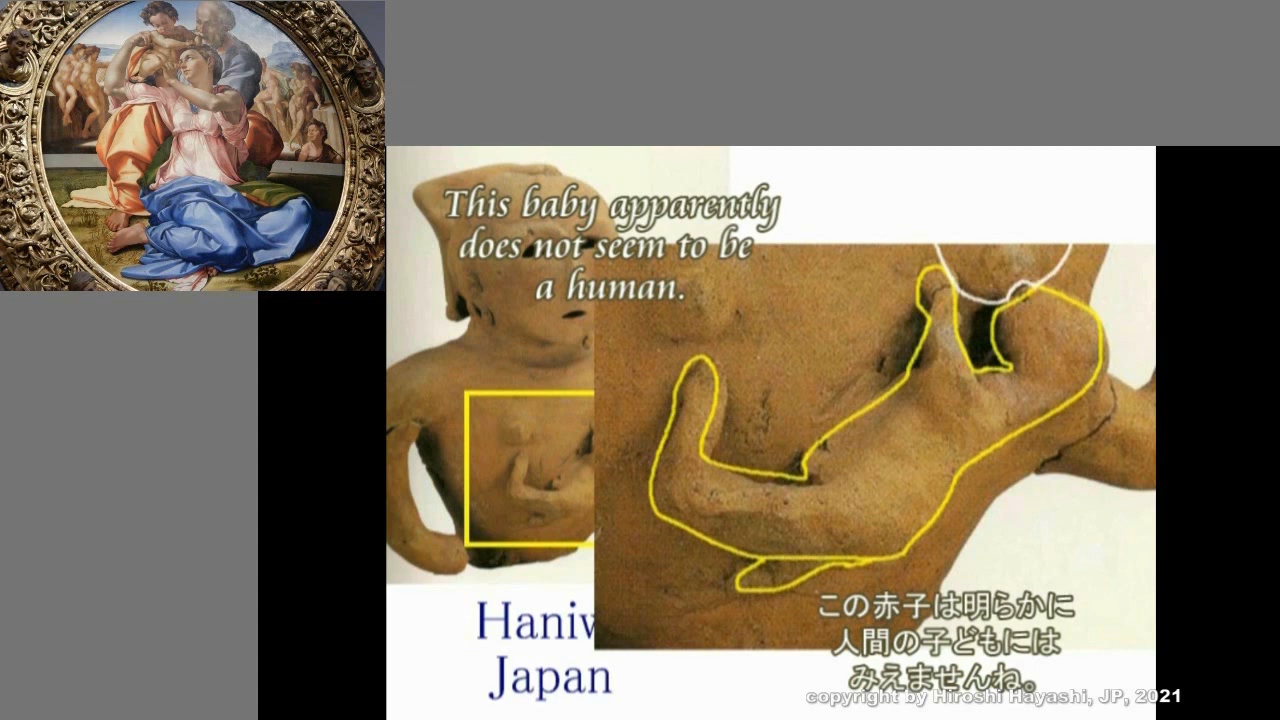 This baby apparently
does not seem to be
a human.
Japan
この赤子は明らかに
人間の子どもには
みえませんね。
copyright by Hiroshi Hayashi, JP, 2021